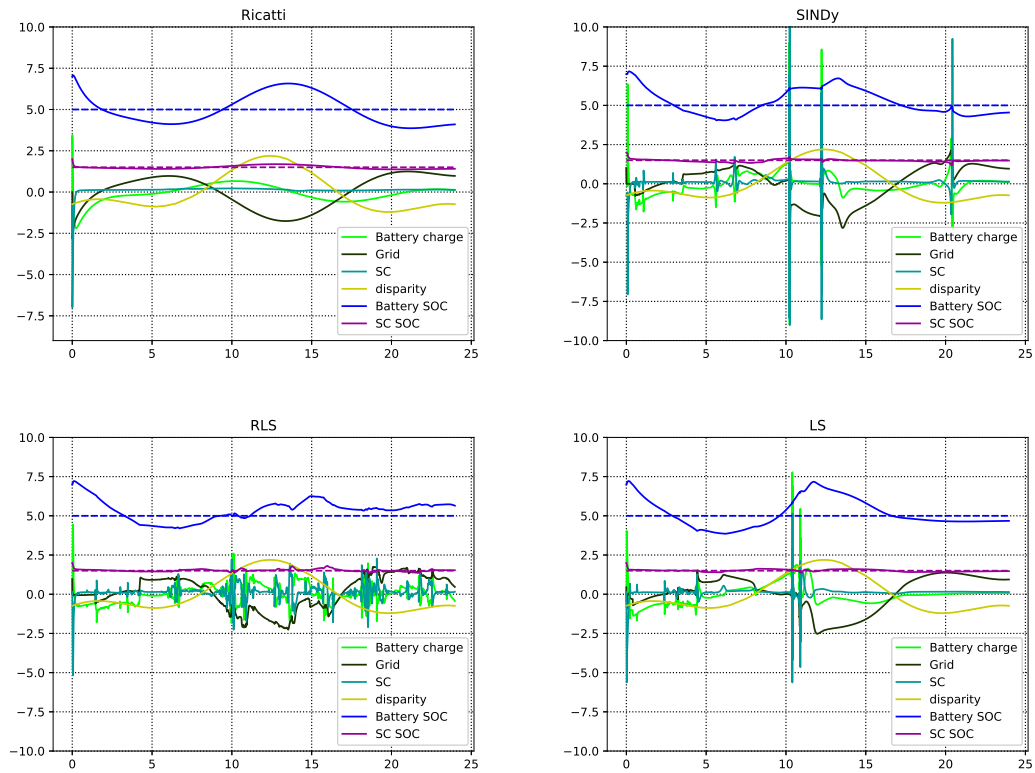 Ricatti
10.0
7.5
5.0
2.5
0.0
−2.5
−5.0
−7.5
0 5 10 15 20 25
Battery charge
Grid
SC
disparity
Battery SOC
SC SOC
SINDy
10.0
7.5
5.0
2.5
0.0
−2.5
−5.0
−7.5
−10.0
0 5 10 15 20 25
Battery charge
Grid
SC
disparity
Battery SOC
SC SOC
RLS
10.0
7.5
5.0
2.5
0.0
−2.5
−5.0
−7.5
−10.0
0 5 10 15 20 25
Battery charge
Grid
SC
disparity
Battery SOC
SC SOC
LS
10.0
7.5
5.0
2.5
0.0
−2.5
−5.0
−7.5
−10.0
0 5 10 15 20 25
Battery charge
Grid
SC
disparity
Battery SOC
SC SOC